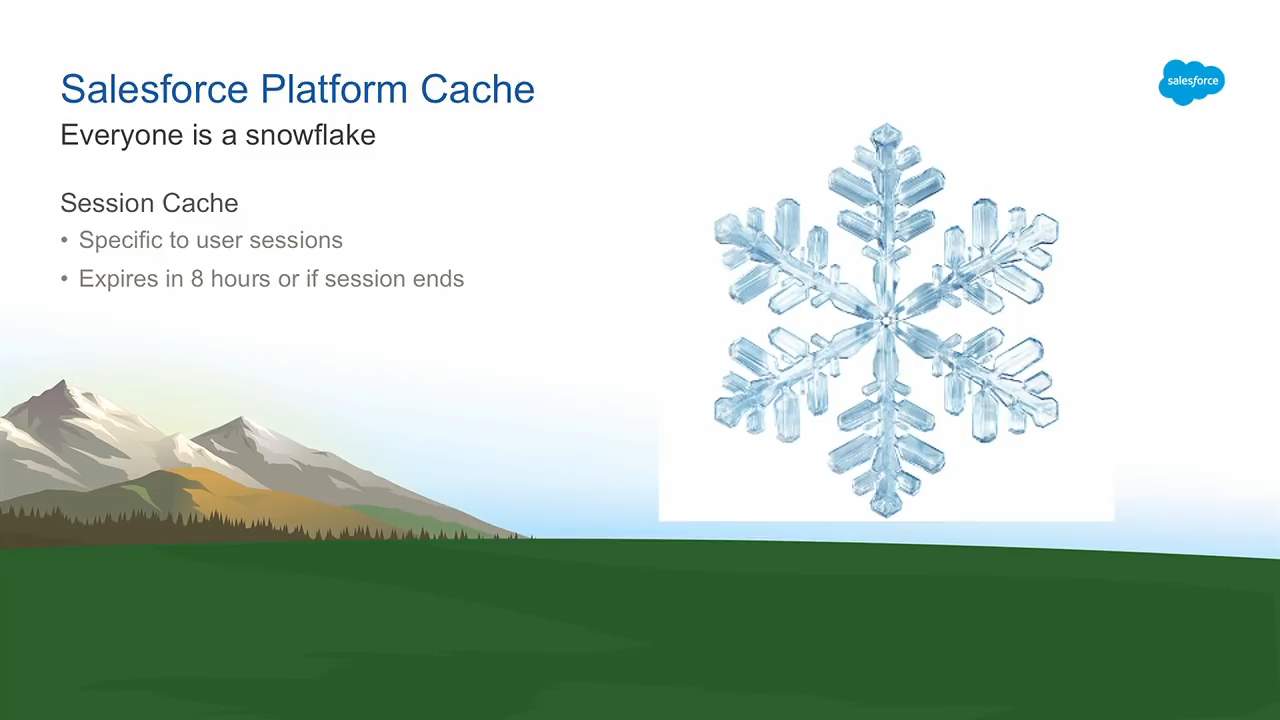 Salesforce Platform Cache
salesforce
Everyone is a snowflake
Session Cache
• Specific to user sessions
• Expires in 8 hours or if session ends